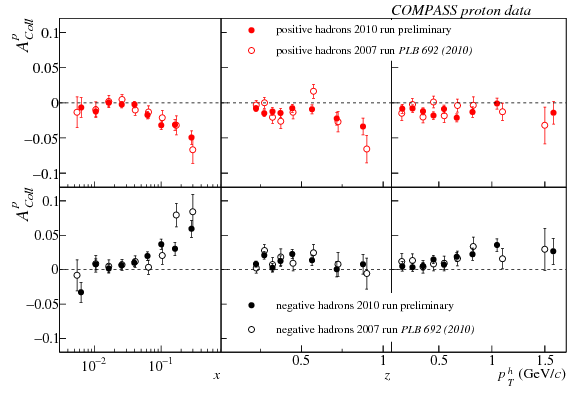 COMPASS proton data
A^p_Coll
0.1
0.05
0
−0.05
−0.1
positive hadrons 2010 run preliminary
positive hadrons 2007 run PLB 692 (2010)
A^p_Coll
0.1
0.05
0
−0.05
−0.1
negative hadrons 2010 run preliminary
negative hadrons 2007 run PLB 692 (2010)
10^−2 10^−1 0.5 1 0.5 1 1.5
x z p^h_T (GeV/c)